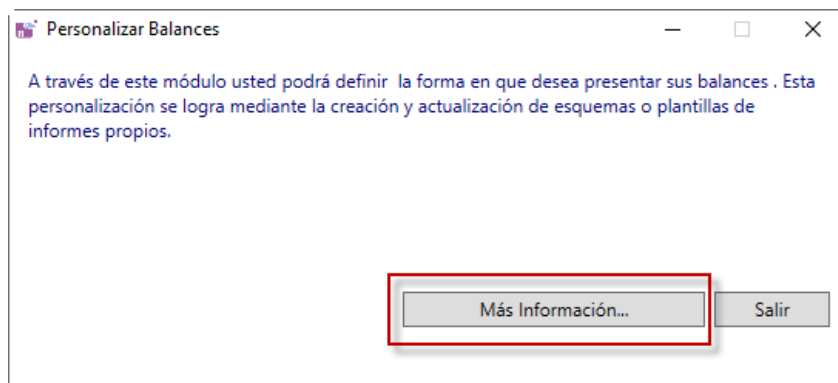 Personalizar Balances
A través de este módulo usted podrá definir  la forma en que desea presentar sus balances . Esta
personalización se logra mediante la creación y actualización de esquemas o plantillas de
informes propios.
Más Información...
Salir